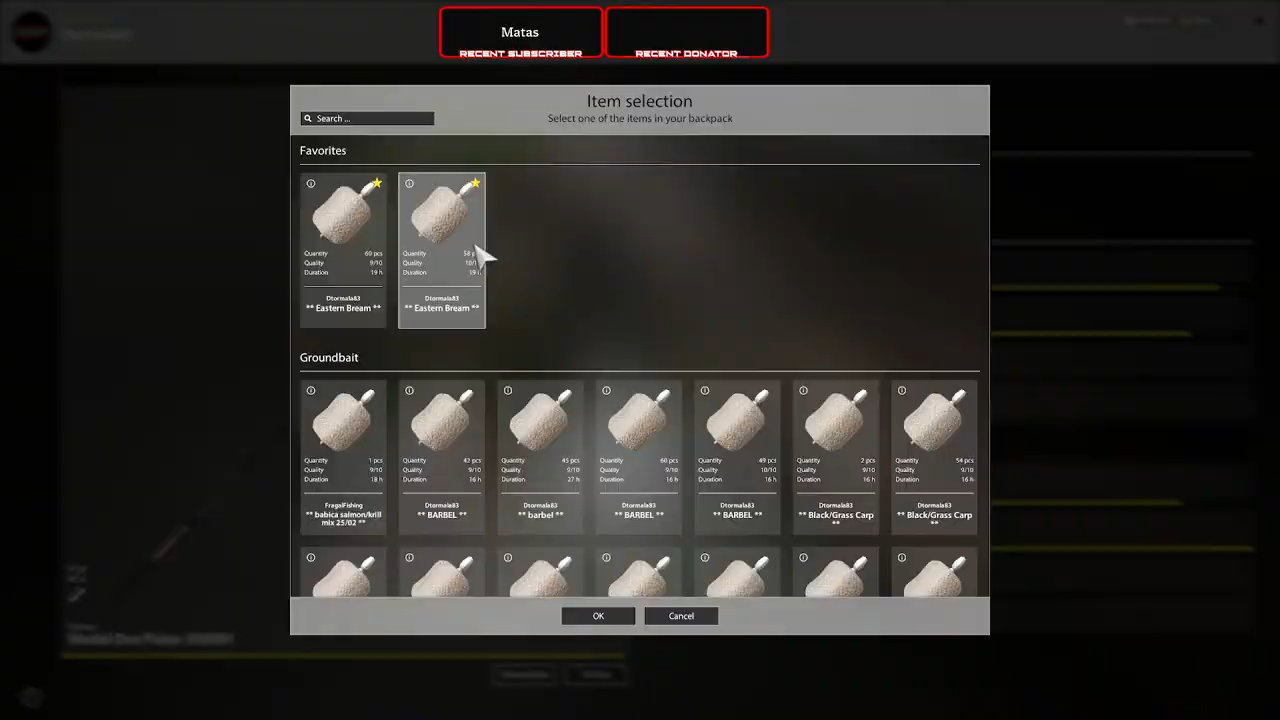 Matas
RECENT SUBSCRIBER
RECENT DONATOR
Item selection
Search ...
Select one of the items in your backpack
Favorites
Quantity 60 pcs
Quality 9/10
Duration 19 h
Dtormala83
** Eastern Bream **
Quantity 58
Quality
Duration 19 h
Dtormala83
** Eastern Bream **
Groundbait
Quantity 1 pcs
Quality 9/10
Duration 18 h
FragalFishing
** babica salmon/krill
mix 25/02 **
Quantity 42 pcs
Quality 9/10
Duration 16 h
Dtormala83
** BARBEL **
Quantity 45 pcs
Quality 9/10
Duration 27 h
Dtormala83
** barbel **
Quantity 60 pcs
Quality 9/10
Duration 16 h
Dtormala83
** BARBEL **
Quantity 49 pcs
Quality 10/10
Duration 16 h
Dtormala83
** BARBEL **
Quantity 2 pcs
Quality 9/10
Duration 16 h
Dtormala83
** Black/Grass Carp
**
Quantity 54 pcs
Quality 9/10
Duration 16 h
Dtormala83
** Black/Grass Carp
**
OK
Cancel